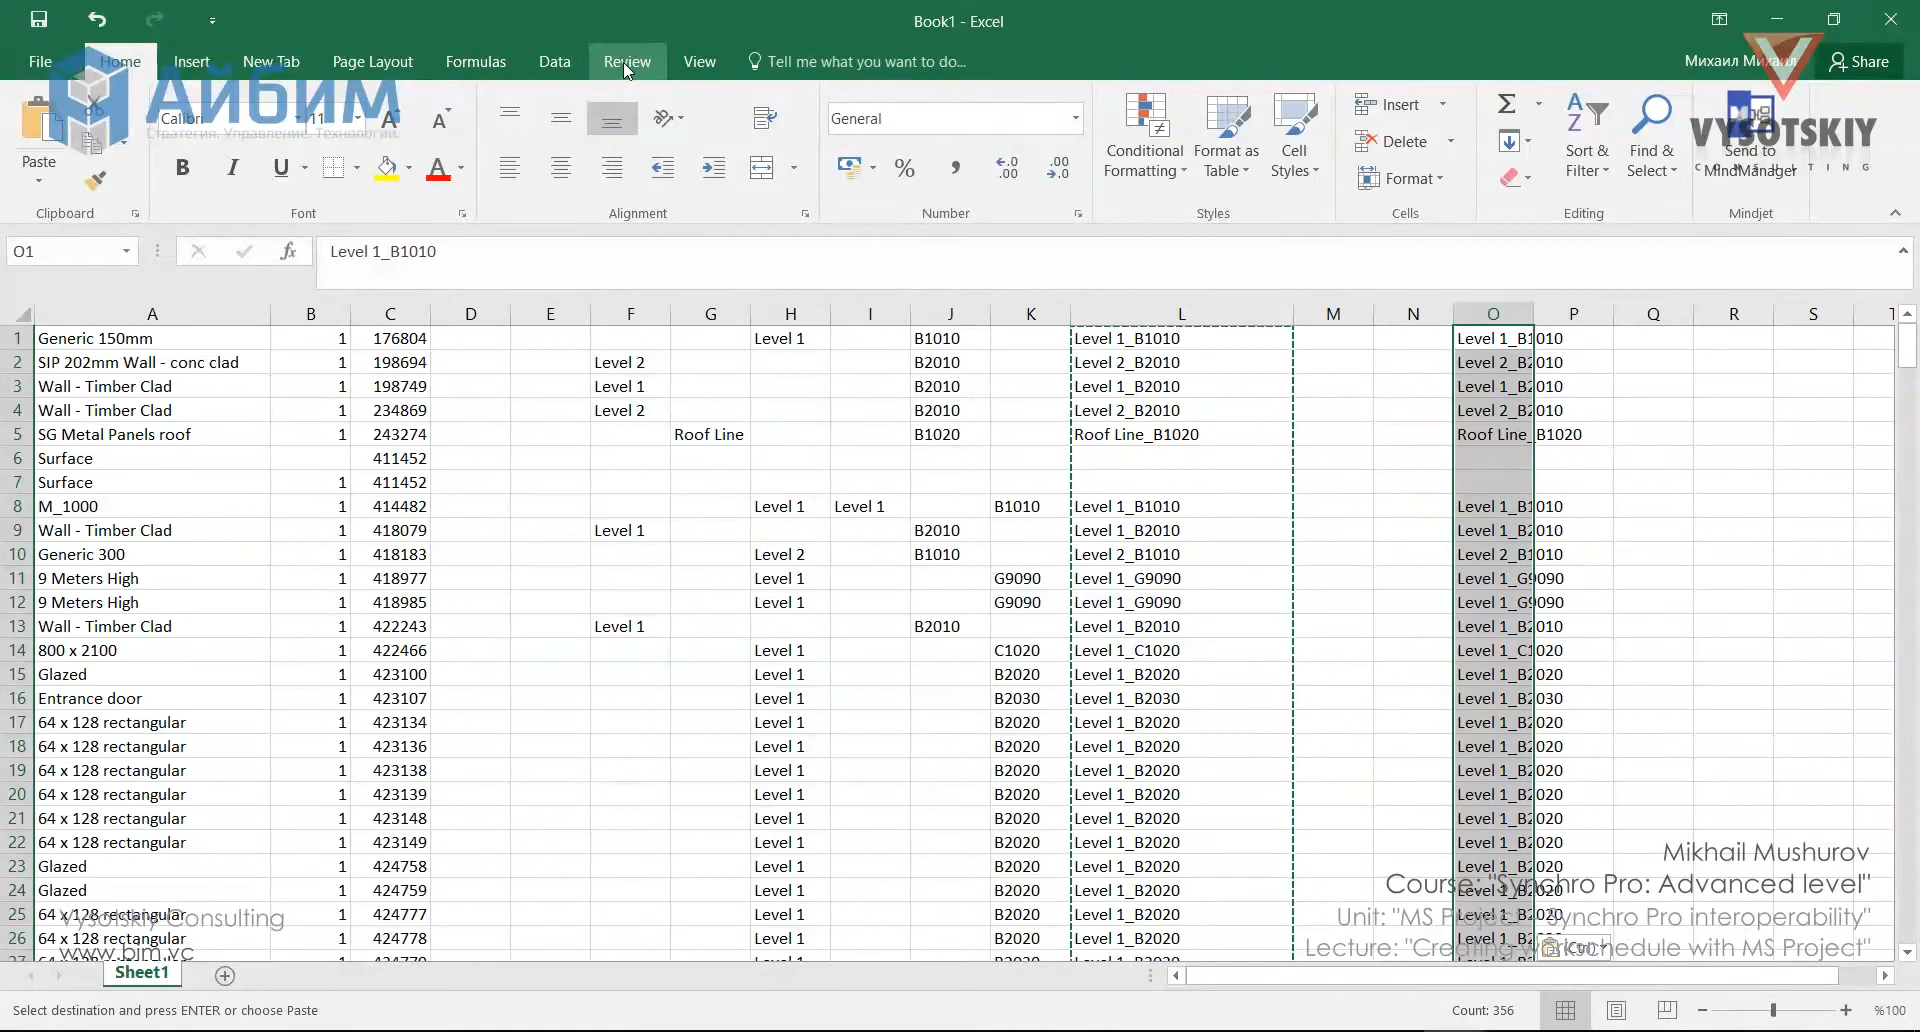 Book1 - Excel
File Home Insert New Tab Page Layout Formulas Data Review View Tell me what you want to do... Михаил Михаил Share
Айбим
Стратегия. Управление. Технологии.
VYSOTSKIY
CONSULTING
Paste
Calibri 11
General
Conditional Formatting
Format as Table
Cell Styles
Insert
Delete
Format
Sort & Filter
Find & Select
Send to MindManager
Clipboard Font Alignment Number Styles Cells Editing Mindjet
O1 fx Level 1_B1010
A B C D E F G H I J K L M N O P Q R S T
1 Generic 150mm 1 176804 Level 1 B1010 Level 1_B1010 Level 1_B1010
2 SIP 202mm Wall - conc clad 1 198694 Level 2 B2010 Level 2_B2010 Level 2_B2010
3 Wall - Timber Clad 1 198749 Level 1 B2010 Level 1_B2010 Level 1_B2010
4 Wall - Timber Clad 1 234869 Level 2 B2010 Level 2_B2010 Level 2_B2010
5 SG Metal Panels roof 1 243274 Roof Line B1020 Roof Line_B1020 Roof Line_B1020
6 Surface 411452
7 Surface 1 411452
8 M_1000 1 414482 Level 1 Level 1 B1010 Level 1_B1010 Level 1_B1010
9 Wall - Timber Clad 1 418079 Level 1 B2010 Level 1_B2010 Level 1_B2010
10 Generic 300 1 418183 Level 2 B1010 Level 2_B1010 Level 2_B1010
11 9 Meters High 1 418977 Level 1 G9090 Level 1_G9090 Level 1_G9090
12 9 Meters High 1 418985 Level 1 G9090 Level 1_G9090 Level 1_G9090
13 Wall - Timber Clad 1 422243 Level 1 B2010 Level 1_B2010 Level 1_B2010
14 800 x 2100 1 422466 Level 1 C1020 Level 1_C1020 Level 1_C1020
15 Glazed 1 423100 Level 1 B2020 Level 1_B2020 Level 1_B2020
16 Entrance door 1 423107 Level 1 B2030 Level 1_B2030 Level 1_B2030
17 64 x 128 rectangular 1 423134 Level 1 B2020 Level 1_B2020 Level 1_B2020
18 64 x 128 rectangular 1 423136 Level 1 B2020 Level 1_B2020 Level 1_B2020
19 64 x 128 rectangular 1 423138 Level 1 B2020 Level 1_B2020 Level 1_B2020
20 64 x 128 rectangular 1 423139 Level 1 B2020 Level 1_B2020 Level 1_B2020
21 64 x 128 rectangular 1 423148 Level 1 B2020 Level 1_B2020 Level 1_B2020
22 64 x 128 rectangular 1 423149 Level 1 B2020 Level 1_B2020 Level 1_B2020
23 Glazed 1 424758 Level 1 B2020 Level 1_B2020 Level 1_B2020
24 Glazed 1 424759 Level 1 B2020 Level 1_B2020 Level 1_B2020
25 64 x 128 rectangular 1 424777 Level 1 B2020 Level 1_B2020 Level 1_B2020
26 64 x 128 rectangular 1 424778 Level 1 B2020 Level 1_B2020
Mikhail Mushurov
Course: "Synchro Pro: Advanced level"
Unit: "MS Project - Synchro Pro interoperability"
Lecture: "Creating workschedule with MS Project"
Vysotskiy Consulting
www.bim.vc
Sheet1
Select destination and press ENTER or choose Paste Count: 356 %100